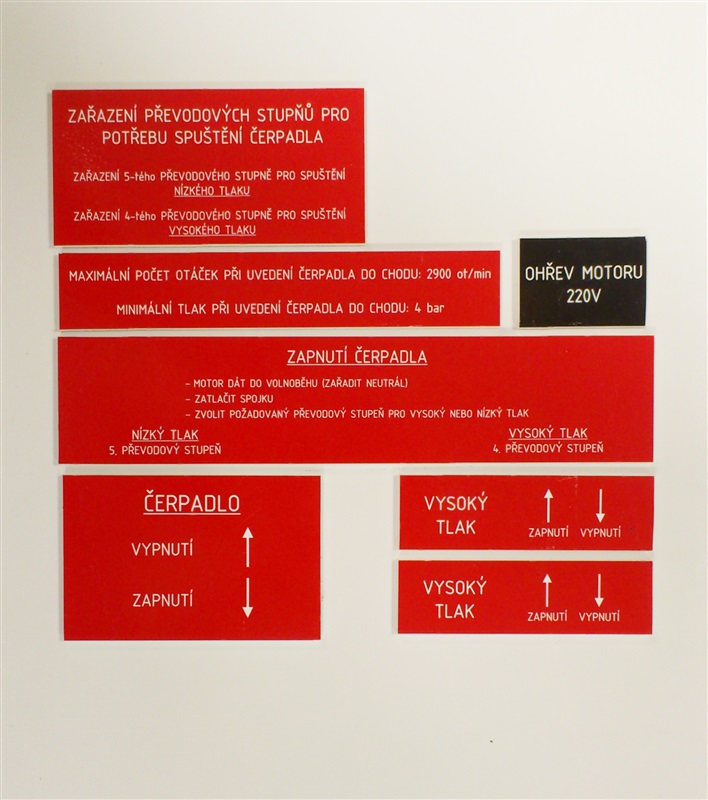 ZAŘAZENÍ PŘEVODOVÝCH STUPŇŮ PRO
POTŘEBU SPUŠTĚNÍ ČERPADLA
ZAŘAZENÍ 5-tého PŘEVODOVÉHO STUPNĚ PRO SPUŠTĚNÍ
NÍZKÉHO TLAKU
ZAŘAZENÍ 4-tého PŘEVODOVÉHO STUPNĚ PRO SPUŠTĚNÍ
VYSOKÉHO TLAKU
MAXIMÁLNÍ POČET OTÁČEK PŘI UVEDENÍ ČERPADLA DO CHODU: 2900 ot/min
MINIMÁLNÍ TLAK PŘI UVEDENÍ ČERPADLA DO CHODU: 4 bar
OHŘEV MOTORU
220V
ZAPNUTÍ ČERPADLA
- MOTOR DÁT DO VOLNOBĚHU (ZAŘADIT NEUTRÁL)
- ZATLAČIT SPOJKU
- ZVOLIT POŽADOVANÝ PŘEVODOVÝ STUPEŇ PRO VYSOKÝ NEBO NÍZKÝ TLAK
NÍZKÝ TLAK
5. PŘEVODOVÝ STUPEŇ
VYSOKÝ TLAK
4. PŘEVODOVÝ STUPEŇ
ČERPADLO
VYPNUTÍ ↑
ZAPNUTÍ ↓
VYSOKÝ
TLAK
↑ ↓
ZAPNUTÍ VYPNUTÍ
VYSOKÝ
TLAK
↑ ↓
ZAPNUTÍ VYPNUTÍ